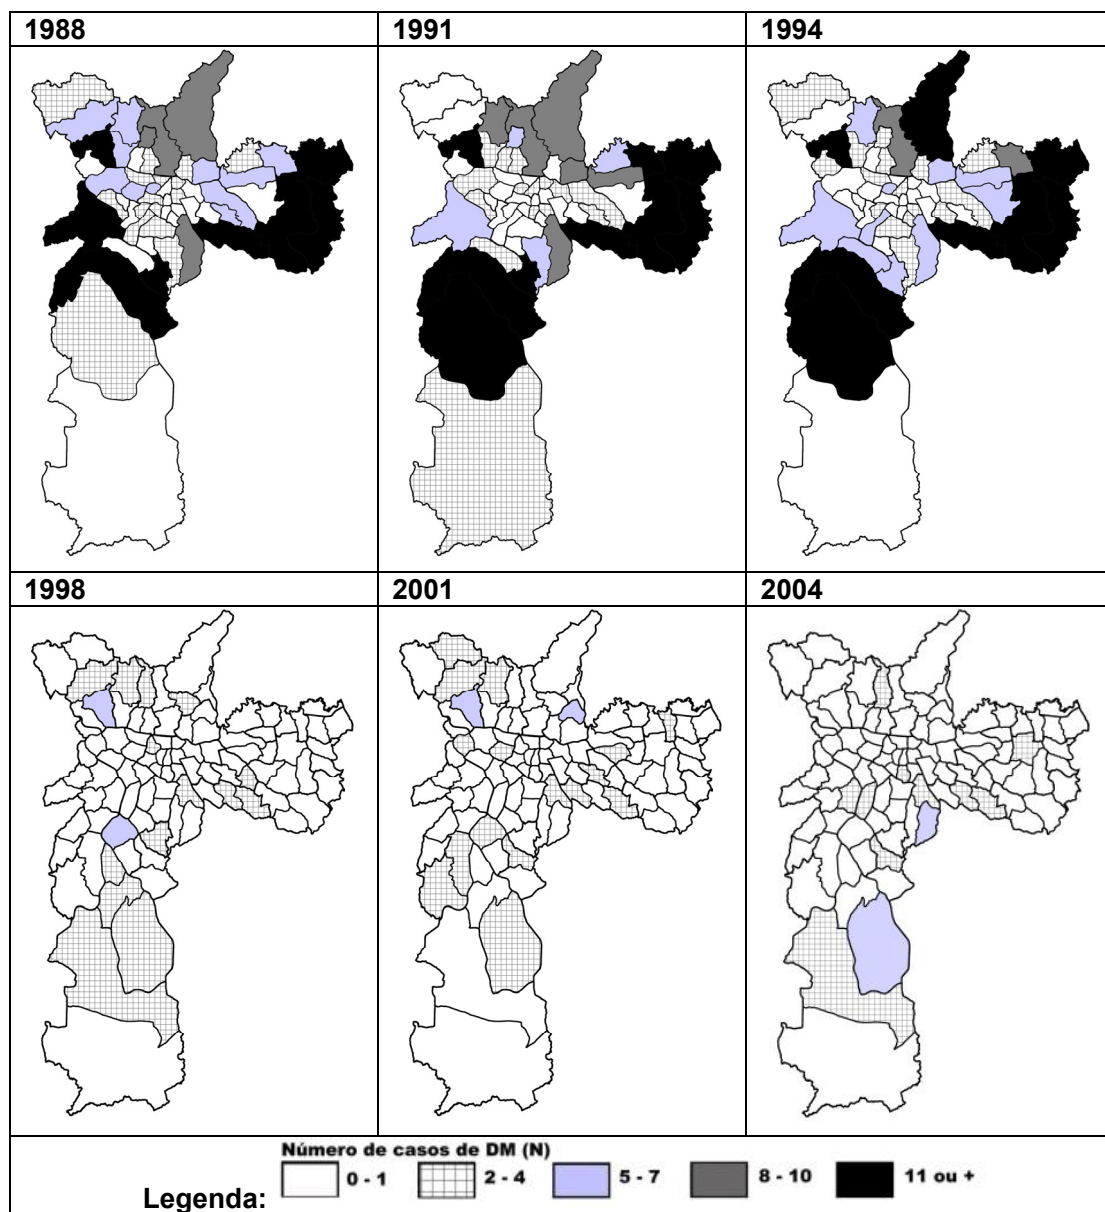 1988 1991 1994
1998 2001 2004
Número de casos de DM (N)
Legenda: 0 - 1 2 - 4 5 - 7 8 - 10 11 ou +